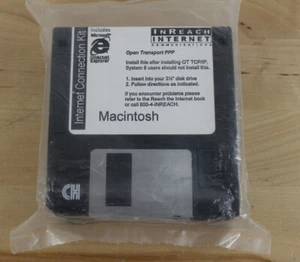 Internet Connection Kit
Includes
Microsoft
Internet
Explorer
INREACH
INTERNET
COMMUNICATIONS
Open Transport PPP
Install this after installing OT TCP/IP,
System 8 users should not install this.
1. Insert into your 3½" disk drive
2. Follow directions as indicated.
If you encounter problems please
refer to the Reach the Internet book
or call 800-4-INREACH.
Macintosh